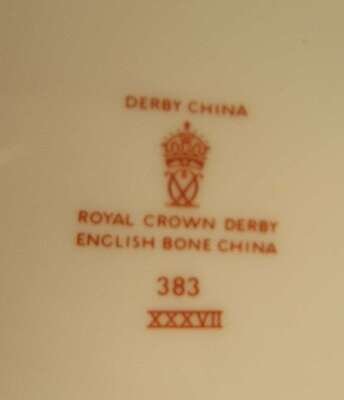 DERBY CHINA
ROYAL CROWN DERBY
ENGLISH BONE CHINA
383
XXXVII